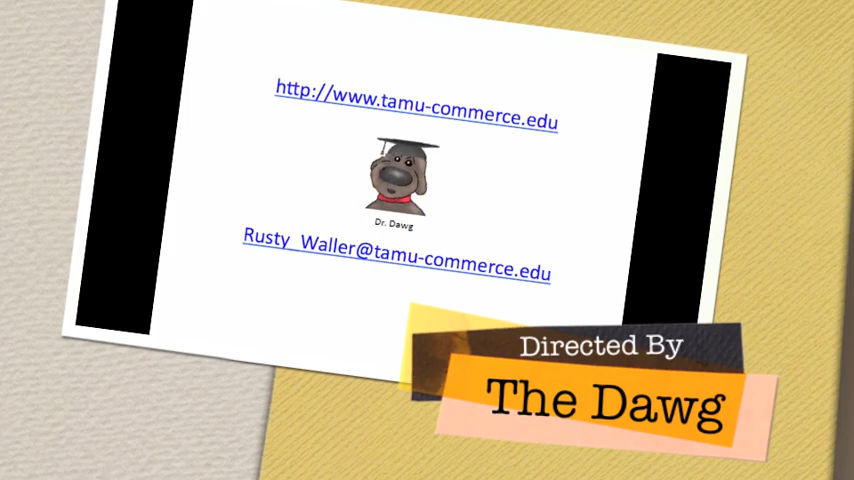 http://www.tamu-commerce.edu
Dr. Dawg
Rusty_Waller@tamu-commerce.edu
Directed By
The Dawg